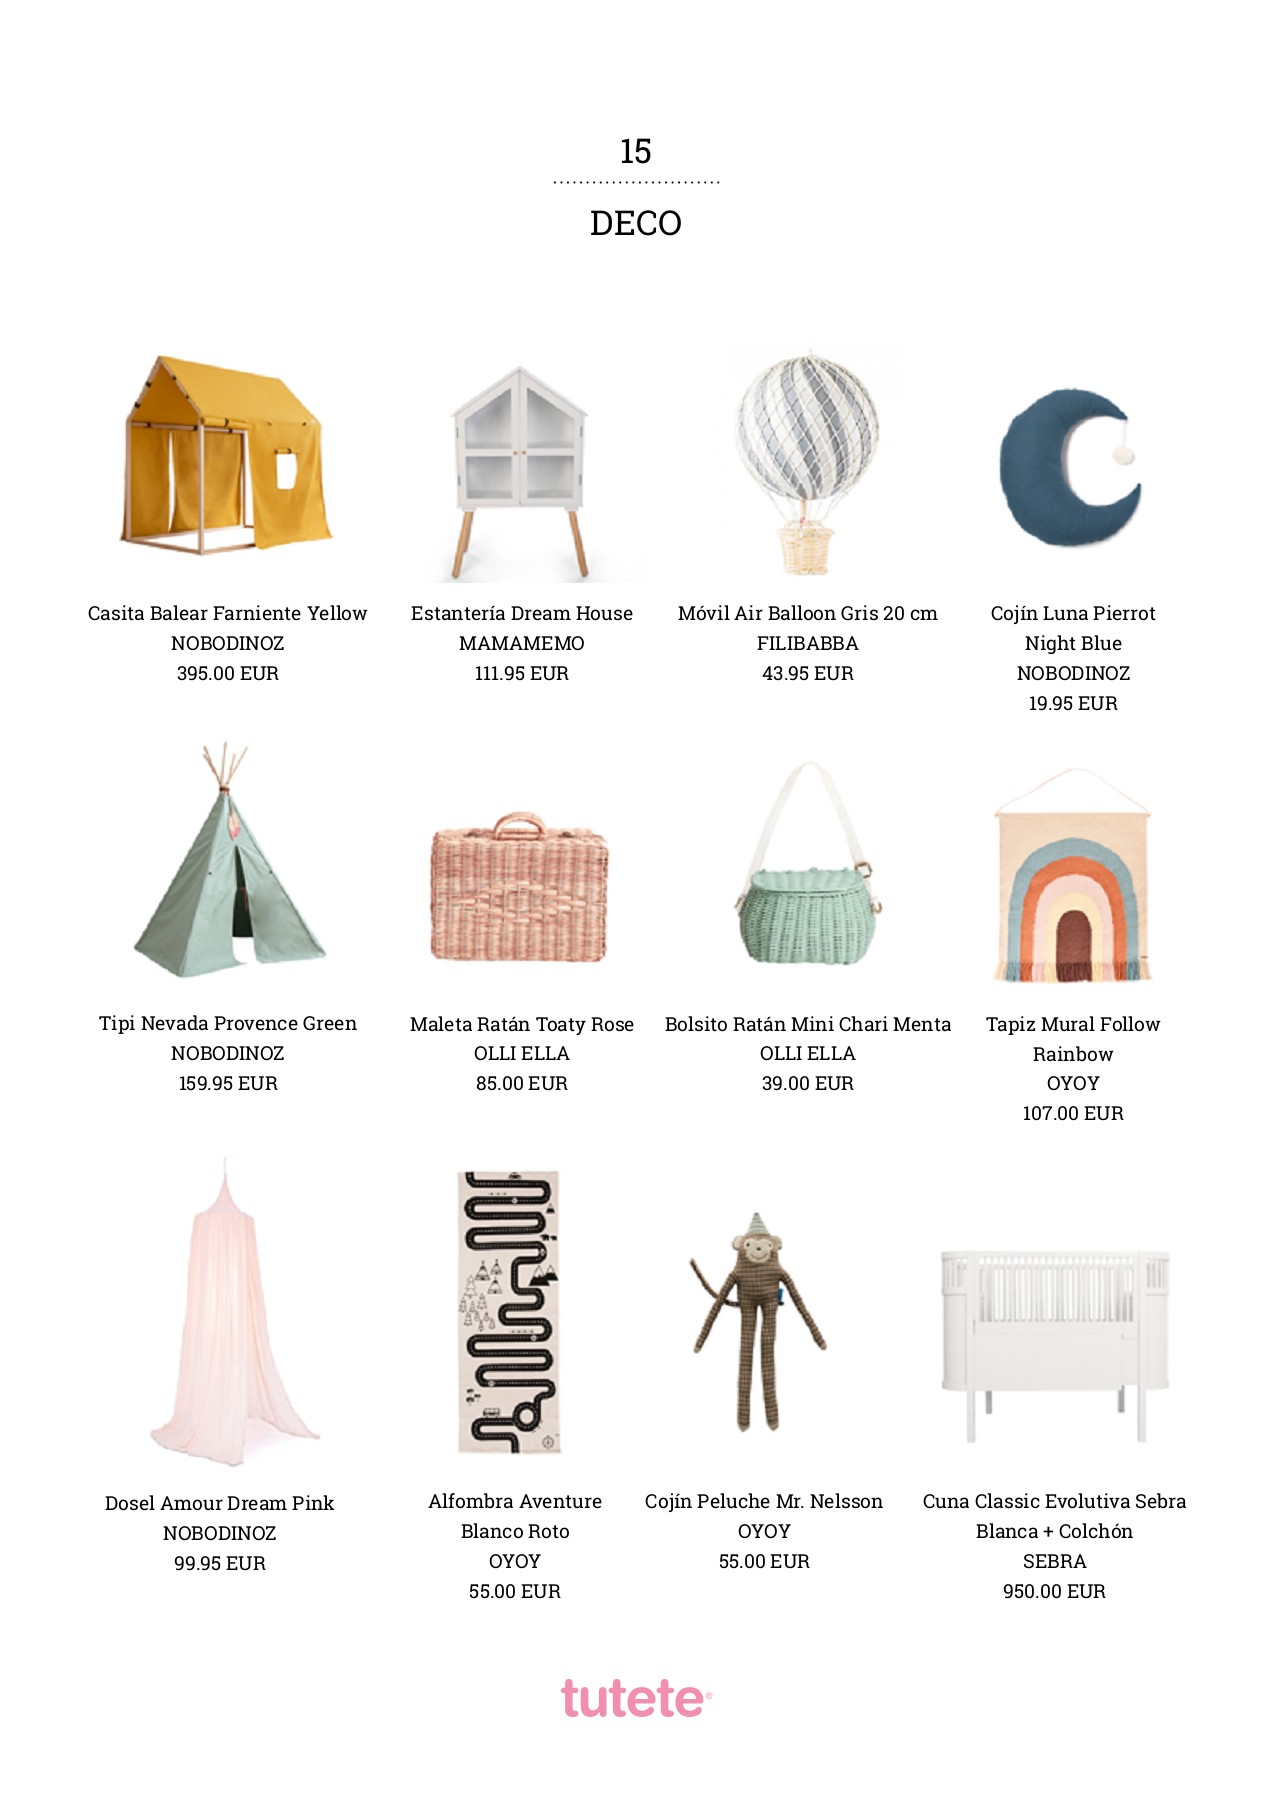 15
DECO
Casita Balear Farniente Yellow
NOBODINOZ
395.00 EUR
Estantería Dream House
MAMAMEMO
111.95 EUR
Móvil Air Balloon Gris 20 cm
FILIBABBA
43.95 EUR
Cojín Luna Pierrot
Night Blue
NOBODINOZ
19.95 EUR
Tipi Nevada Provence Green
NOBODINOZ
159.95 EUR
Maleta Ratán Toaty Rose
OLLI ELLA
85.00 EUR
Bolsito Ratán Mini Chari Menta
OLLI ELLA
39.00 EUR
Tapiz Mural Follow
Rainbow
OYOY
107.00 EUR
Dosel Amour Dream Pink
NOBODINOZ
99.95 EUR
Alfombra Aventure
Blanco Roto
OYOY
55.00 EUR
Cojín Peluche Mr. Nelsson
OYOY
55.00 EUR
Cuna Classic Evolutiva Sebra
Blanca + Colchón
SEBRA
950.00 EUR
tutete®